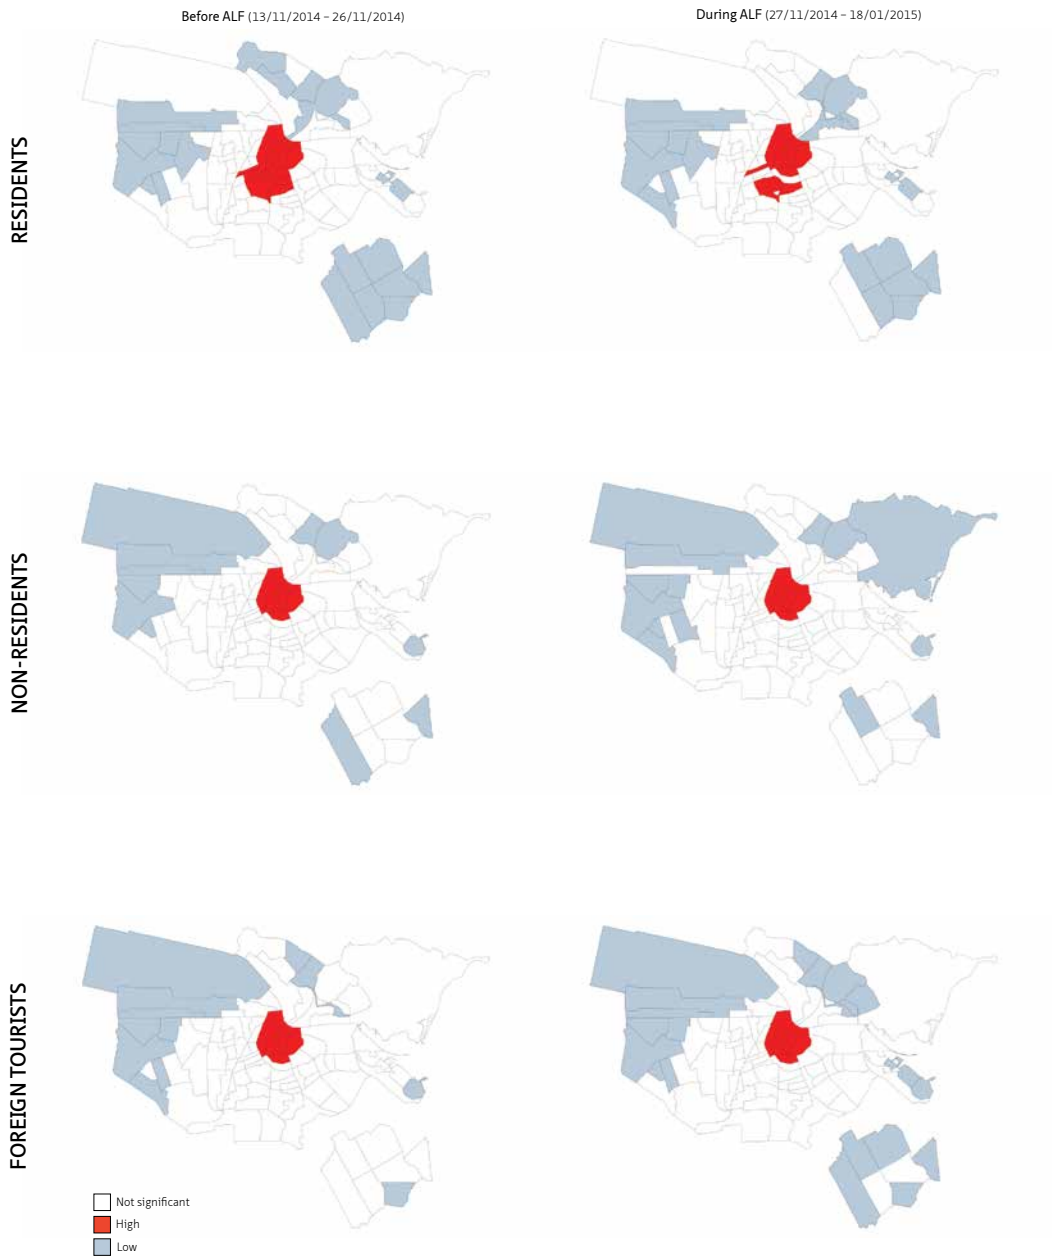 Before ALF (13/11/2014 – 26/11/2014)
During ALF (27/11/2014 – 18/01/2015)
RESIDENTS
NON-RESIDENTS
FOREIGN TOURISTS
Not significant
High
Low